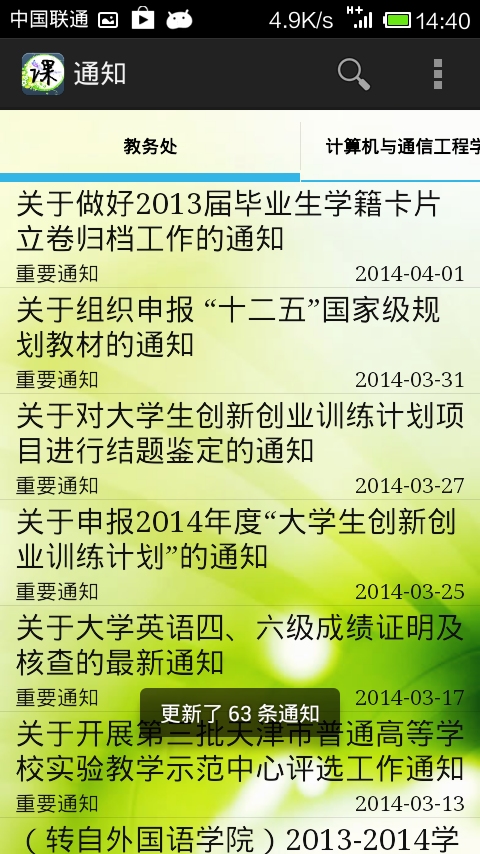 中国联通 4.9K/s H+ 14:40
课 通知
教务处 计算机与通信工程学
关于做好2013届毕业生学籍卡片
立卷归档工作的通知
重要通知 2014-04-01
关于组织申报 “十二五”国家级规
划教材的通知
重要通知 2014-03-31
关于对大学生创新创业训练计划项
目进行结题鉴定的通知
重要通知 2014-03-27
关于申报2014年度“大学生创新创
业训练计划”的通知
重要通知 2014-03-25
关于大学英语四、六级成绩证明及
核查的最新通知
重要通知 2014-03-17
更新了 63 条通知
关于开展第三批天津市普通高等学
校实验教学示范中心评选工作通知
重要通知 2014-03-13
（转自外国语学院）2013-2014学